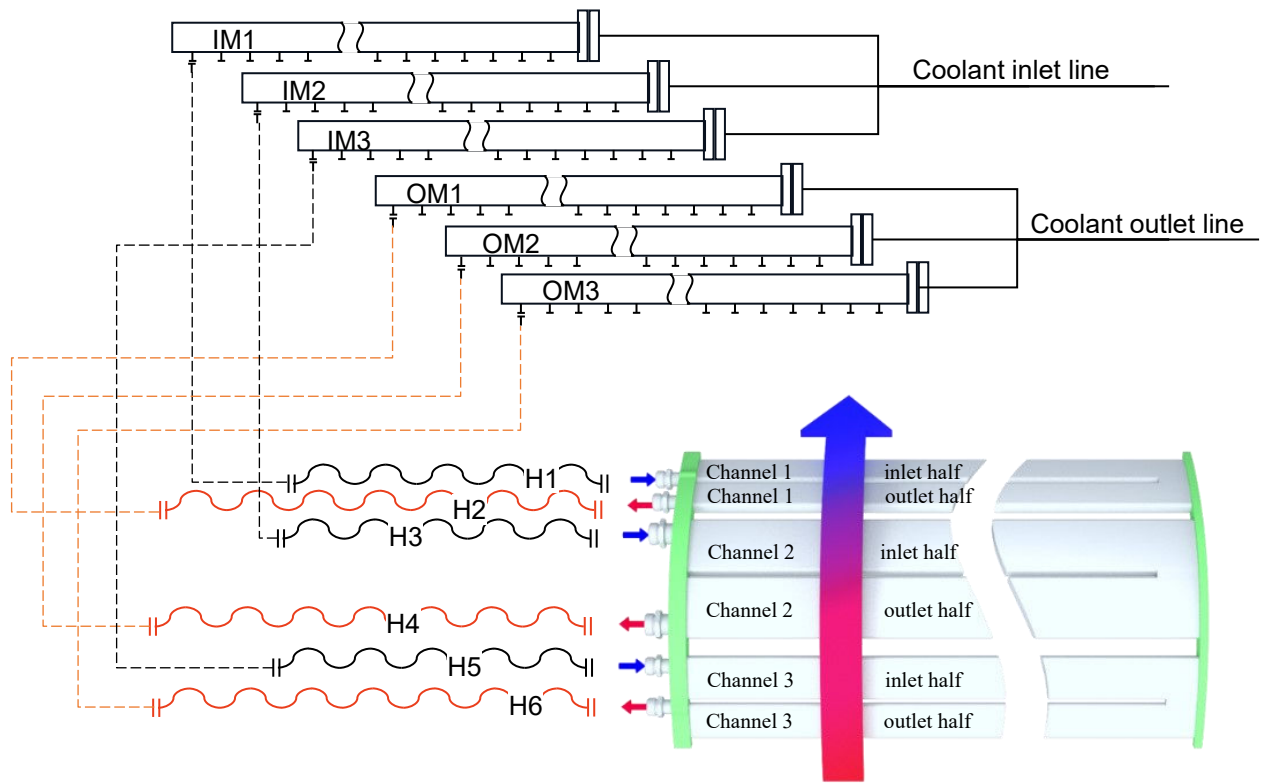 IM1
IM2
Coolant inlet line
IM3
OM1
OM2
Coolant outlet line
OM3
H1
H2
H3
H4
H5
H6
Channel 1 inlet half
Channel 1 outlet half
Channel 2 inlet half
Channel 2 outlet half
Channel 3 inlet half
Channel 3 outlet half